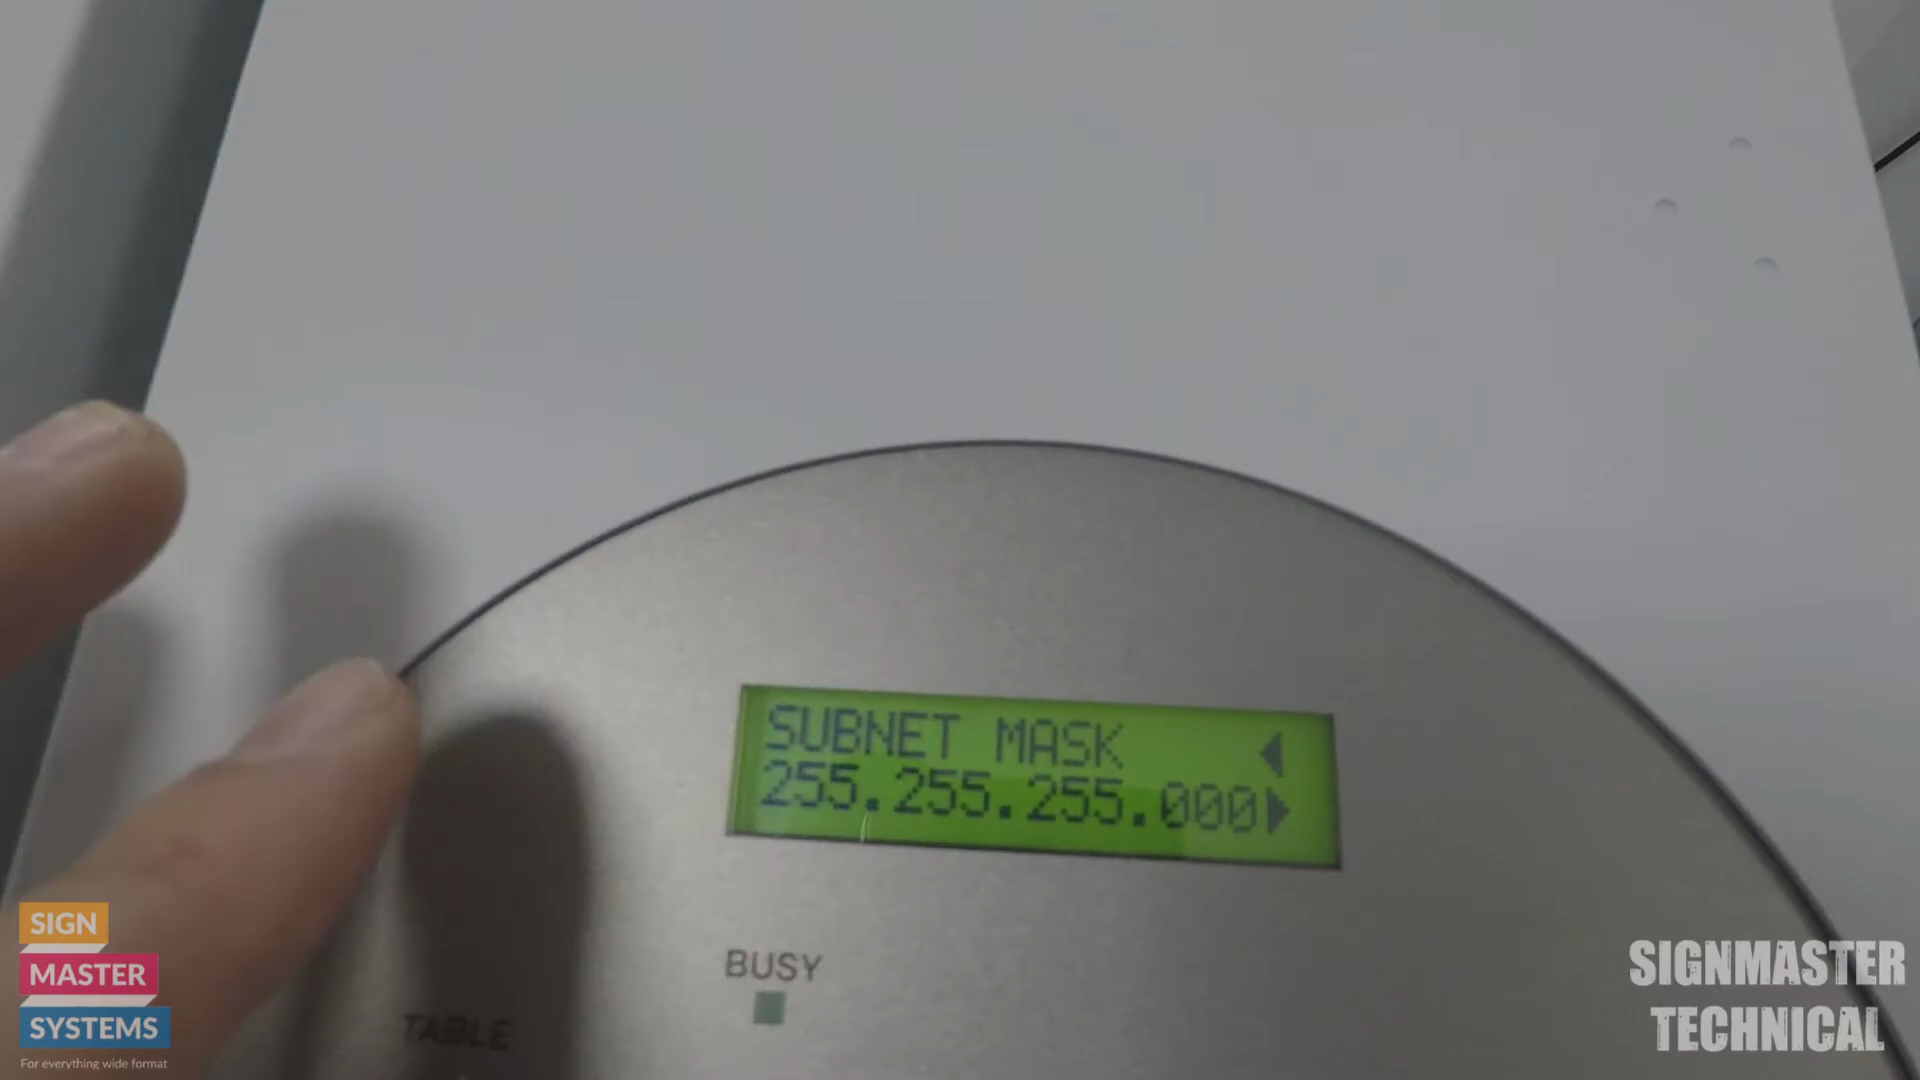 SUBNET MASK ◀
255.255.255.000▶
BUSY
TABLE
SIGN
MASTER
SYSTEMS
For everything wide format
SIGNMASTER
TECHNICAL